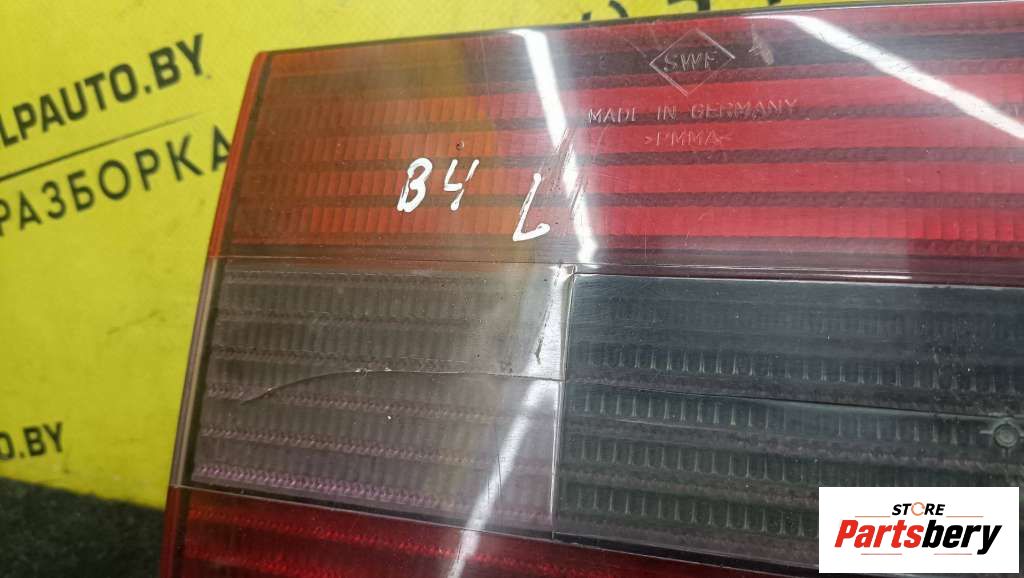 LPAUTO.BY
РАЗБОРКА
.BY
SWF
MADE IN GERMANY
>PMMA<
B4 L
STORE
Partsbery